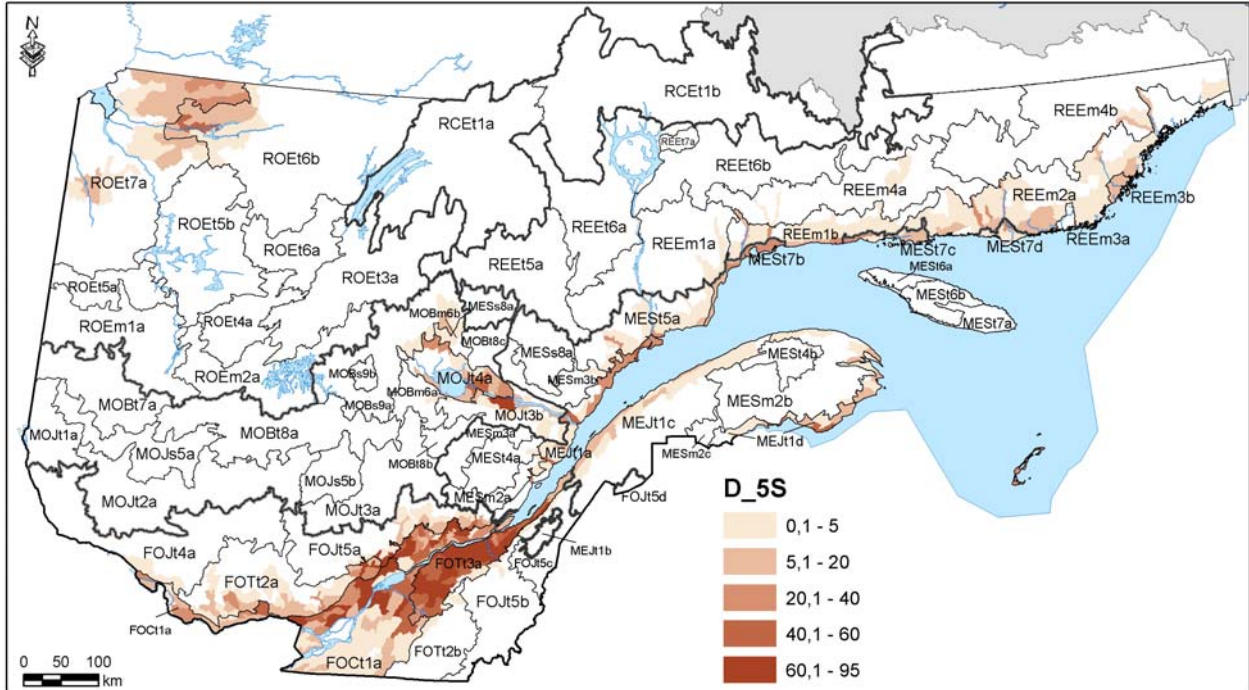 N
RCEt1b
RCEt1a
REEt7a
REEm4b
ROEt6b
REEt6b
ROEt7a
REEm4a
REEm2a
REEm3b
ROEt5b
REEt6a
REEm1a
REEm1b
ROEt6a
MESt7c
MESt7d
REEm3a
MESt7b
REEt5a
MESt6a
ROEt3a
ROEt5a
MESt6b
MESs8a
MOBm6b
MESt5a
MESt7a
ROEm1a
ROEt4a
MOBt8c
MESs8a
MESt4b
ROEm2a
MOBs9b
MOJt4a
MESm3b
MOBm6a
MESm2b
MOBt7a
MOBs9a
MOJt3b
MEJt1c
MOJt1a
MOBt8a
MESm3a
MEJt1d
MEJt1a
MESm2c
MOJs5a
MESt4a
MOBt8b
MOJs5b
FOJt5d
MOJt2a
MESm2a
MOJt3a
D_5S
0,1 - 5
MEJt1b
FOJt4a
FOJt5a
FOTt3a
FOJt5c
5,1 - 20
FOTt2a
FOJt5b
20,1 - 40
FOCt1a
40,1 - 60
FOTt2b
FOCt1a
0 50 100
km
60,1 - 95